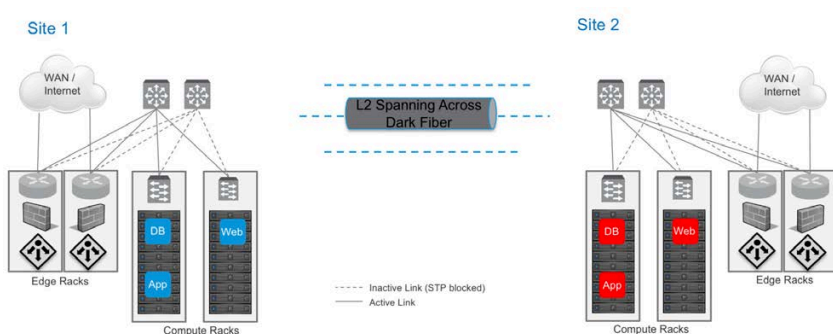 Site 1
Site 2
WAN /
Internet
WAN /
Internet
L2 Spanning Across
Dark Fiber
DB
Web
App
DB
Web
App
Edge Racks
Edge Racks
Inactive Link (STP blocked)
Active Link
Compute Racks
Compute Racks